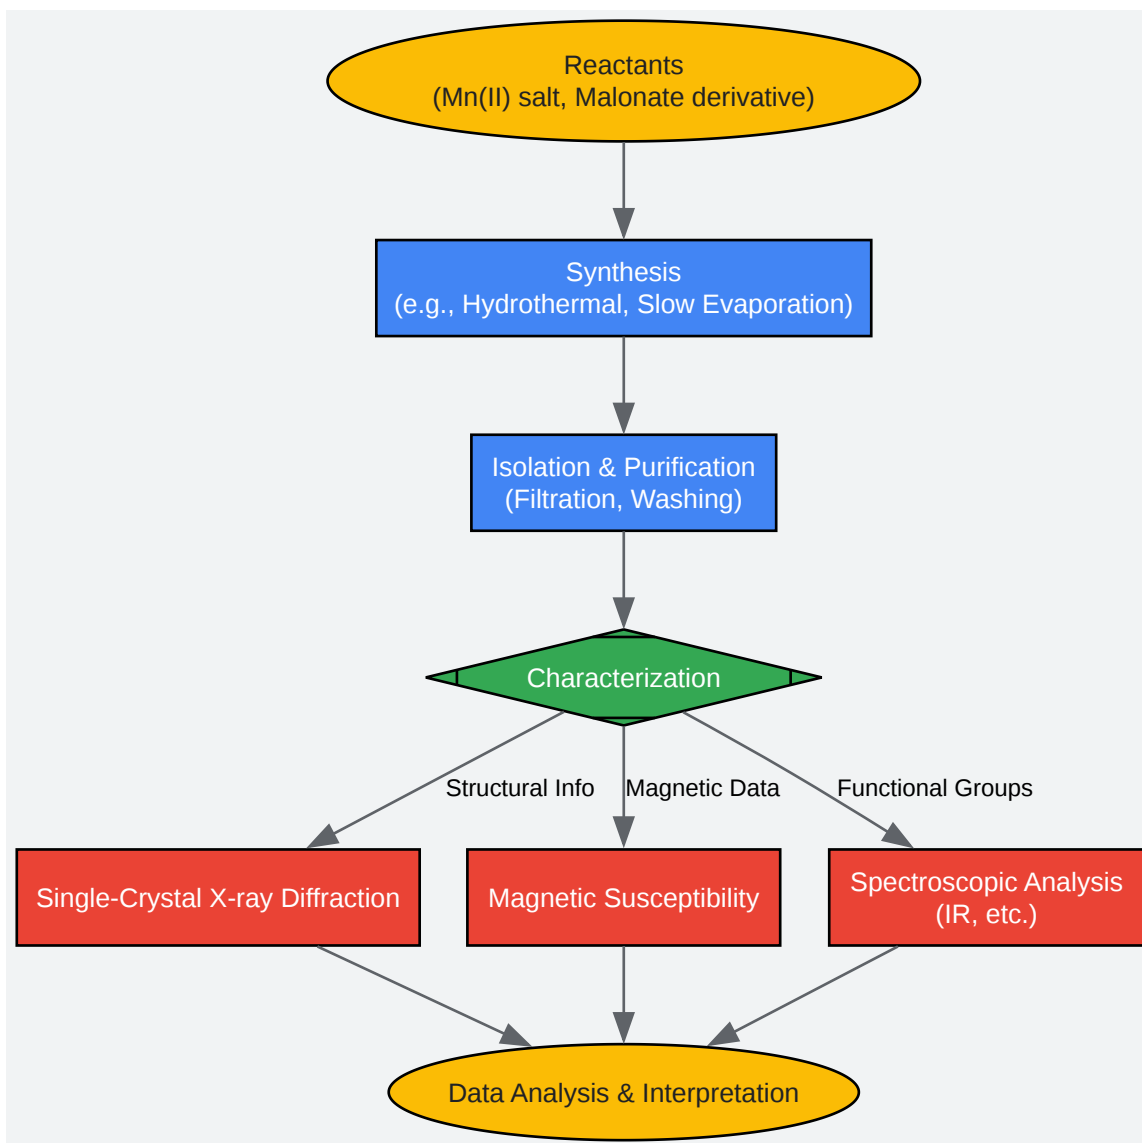 Reactants
(Mn(II) salt, Malonate derivative)
Synthesis
(e.g., Hydrothermal, Slow Evaporation)
Isolation & Purification
(Filtration, Washing)
Characterization
Structural Info
Magnetic Data
Functional Groups
Single-Crystal X-ray Diffraction
Magnetic Susceptibility
Spectroscopic Analysis
(IR, etc.)
Data Analysis & Interpretation